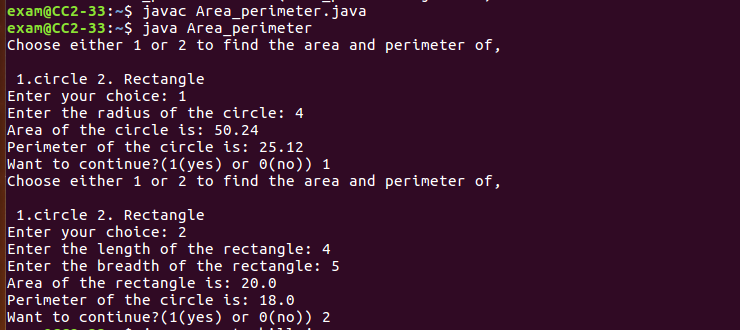 exam@CC2-33:~$ javac Area_perimeter.java
exam@CC2-33:~$ java Area_perimeter
Choose either 1 or 2 to find the area and perimeter of,
1.circle 2. Rectangle
Enter your choice: 1
Enter the radius of the circle: 4
Area of the circle is: 50.24
Perimeter of the circle is: 25.12
Want to continue?(1(yes) or 0(no)) 1
Choose either 1 or 2 to find the area and perimeter of,
1.circle 2. Rectangle
Enter your choice: 2
Enter the length of the rectangle: 4
Enter the breadth of the rectangle: 5
Area of the rectangle is: 20.0
Perimeter of the circle is: 18.0
Want to continue?(1(yes) or 0(no)) 2